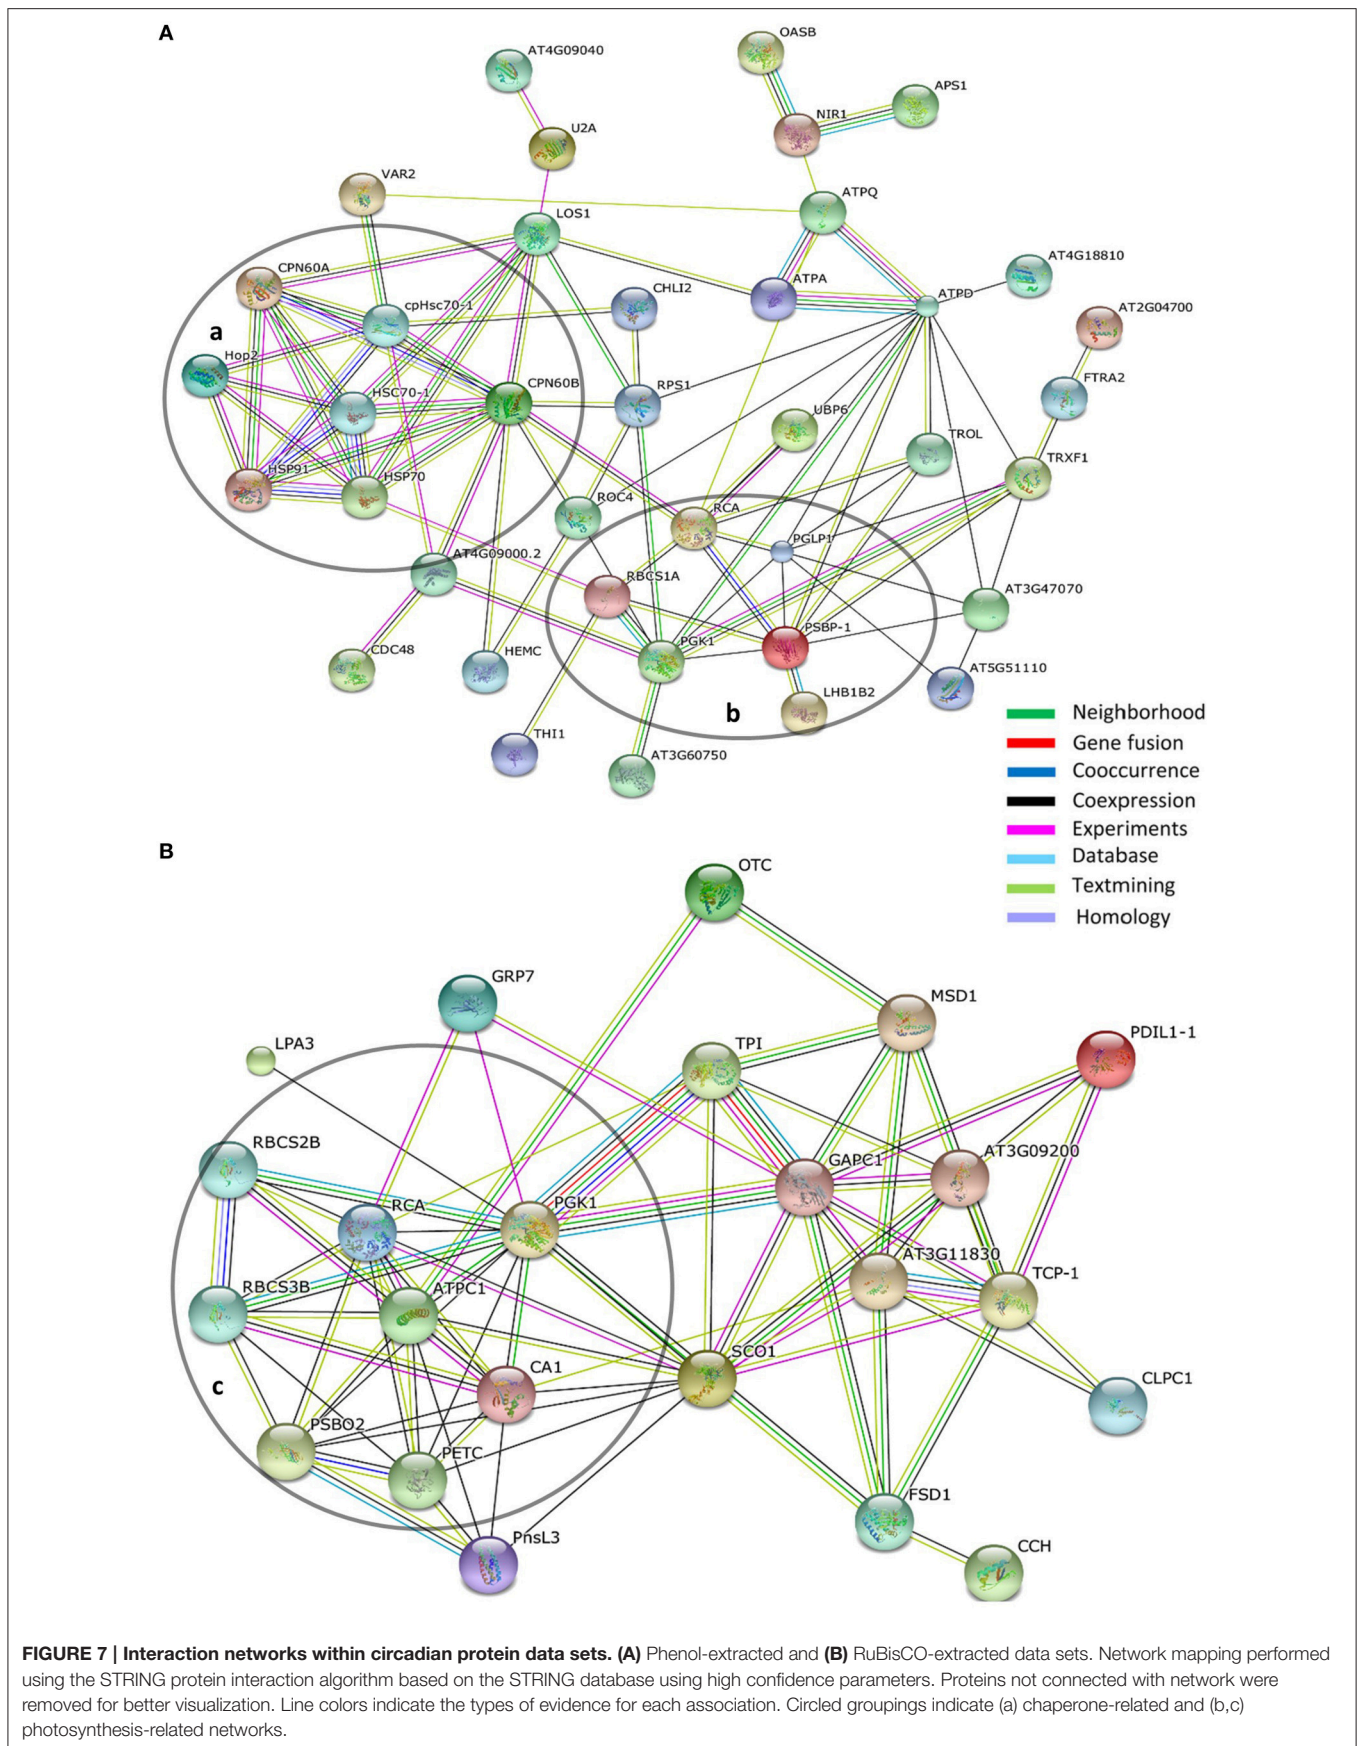 A
OASB
AT4G09040
APS1
NIR1
U2A
VAR2
ATPQ
LOS1
AT4G18810
CPN60A
ATPA
CHLI2
ATPD
cpHsc70-1
AT2G04700
a
Hop2
FTRA2
HSC70-1
CPN60B
RPS1
UBP6
TROL
TRXF1
HSP91
HSP70
ROC4
RCA
PGLP1
AT4G09000.2
RBCS1A
AT3G47070
PSBP-1
PGK1
CDC48
HEMC
AT5G51110
LHB1B2
b
THI1
AT3G60750
Neighborhood
Gene fusion
Cooccurrence
Coexpression
Experiments
Database
Textmining
Homology
B
OTC
GRP7
MSD1
PDIL1-1
LPA3
TPI
RBCS2B
AT3G09200
GAPC1
RCA
PGK1
AT3G11830
TCP-1
RBCS3B
ATPC1
SCO1
CA1
CLPC1
c
PSBO2
PETC
FSD1
PnsL3
CCH
FIGURE 7 | Interaction networks within circadian protein data sets. (A) Phenol-extracted and (B) RuBisCO-extracted data sets. Network mapping performed
using the STRING protein interaction algorithm based on the STRING database using high confidence parameters. Proteins not connected with network were
removed for better visualization. Line colors indicate the types of evidence for each association. Circled groupings indicate (a) chaperone-related and (b,c)
photosynthesis-related networks.